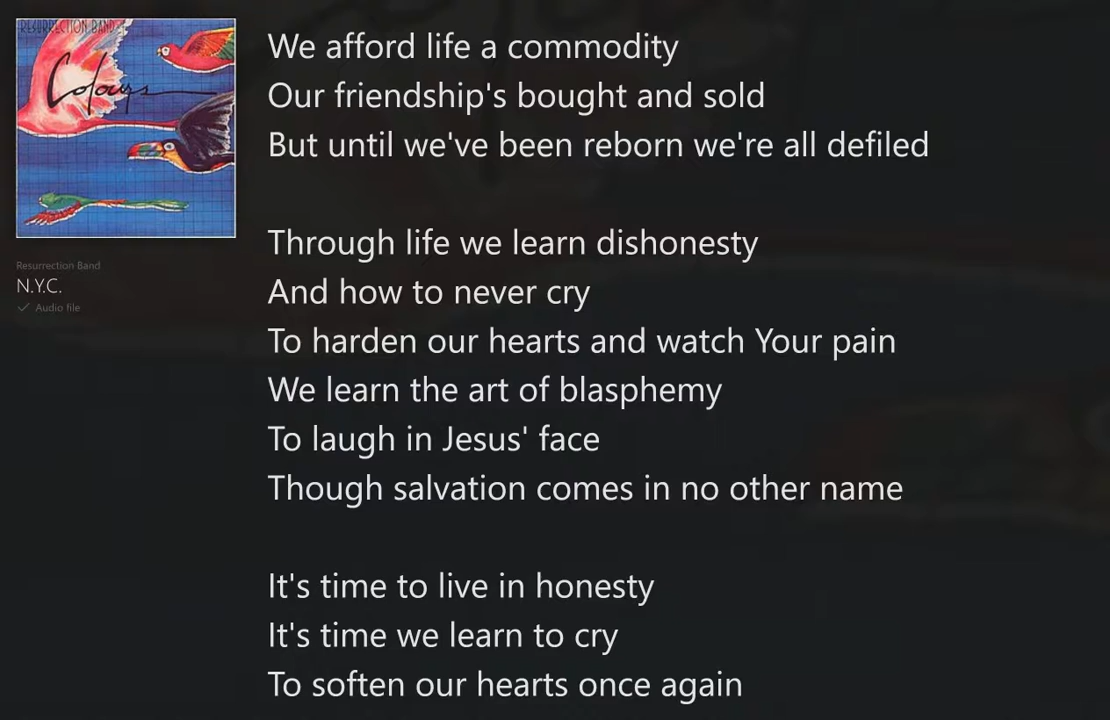 RESURRECTION BAND
Colours
Resurrection Band
N.Y.C.
Audio file
We afford life a commodity
Our friendship's bought and sold
But until we've been reborn we're all defiled
Through life we learn dishonesty
And how to never cry
To harden our hearts and watch Your pain
We learn the art of blasphemy
To laugh in Jesus' face
Though salvation comes in no other name
It's time to live in honesty
It's time we learn to cry
To soften our hearts once again